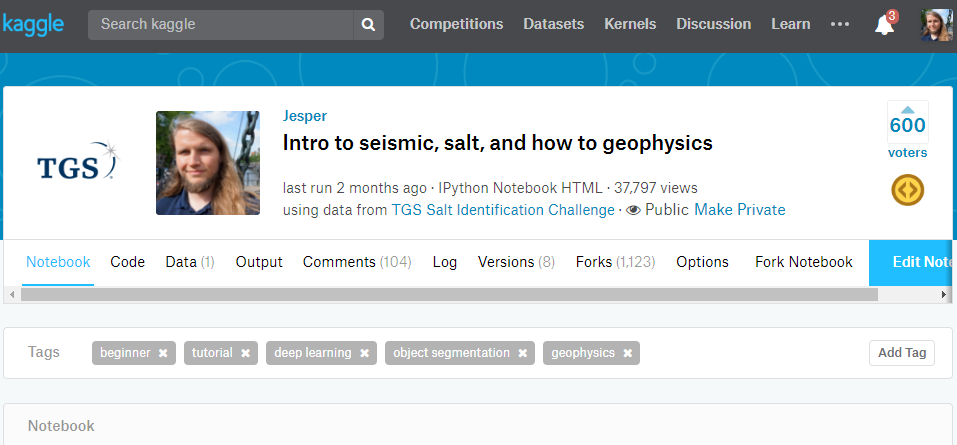 kaggle Search kaggle Competitions Datasets Kernels Discussion Learn ••• 3
Jesper
Intro to seismic, salt, and how to geophysics
TGS
600
voters
last run 2 months ago · IPython Notebook HTML · 37,797 views
using data from TGS Salt Identification Challenge · Public Make Private
Notebook Code Data (1) Output Comments (104) Log Versions (8) Forks (1,123) Options Fork Notebook Edit Note
Tags beginner ✖ tutorial ✖ deep learning ✖ object segmentation ✖ geophysics ✖ Add Tag
Notebook